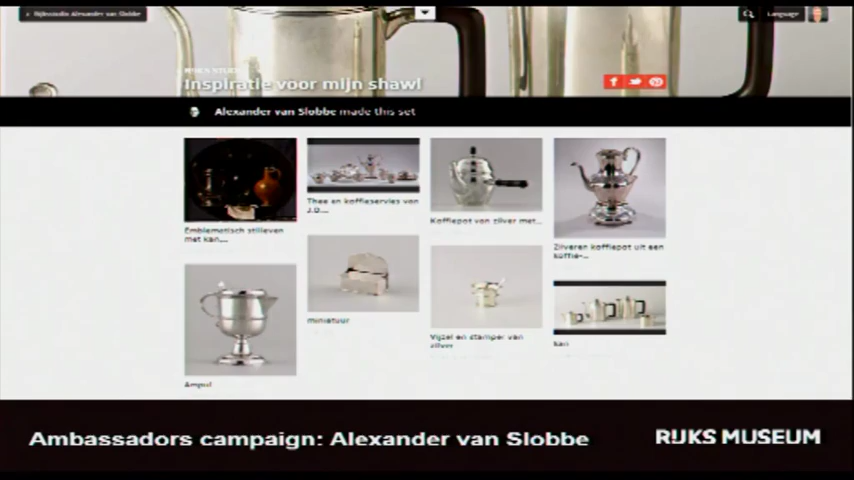 Rijksstudio Alexander van Slobbe
Language
RIJKS STUDIO
Inspiratie voor mijn shawl
Alexander van Slobbe made this set
Emblematisch stilleven
met kan,...
Thee en koffieservies van
J.D....
Koffiepot van zilver met...
Zilveren koffiepot uit een
koffie-...
Ampul
miniatuur
Vijzel en stamper van
zilver
kan
Ambassadors campaign: Alexander van Slobbe
RIJKS MUSEUM